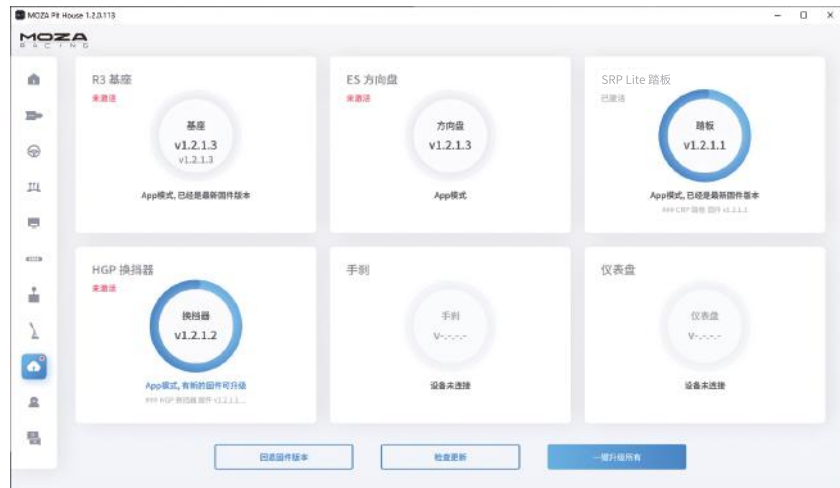 MOZA Pit House 1.2.0.113
MOZA
RACING
R3 基座
未激活
基座
v1.2.1.3
v1.2.1.3
App模式, 已经是最新固件版本
ES 方向盘
未激活
方向盘
v1.2.1.3
App模式
SRP Lite 踏板
已激活
踏板
v1.2.1.1
App模式, 已经是最新固件版本
HGP 换挡器
未激活
换挡器
v1.2.1.2
App模式, 有新的固件可升级
手刹
手刹
v-.-.-.-
设备未连接
仪表盘
仪表盘
v-.-.-.-
设备未连接
回退固件版本
检查更新
一键升级所有